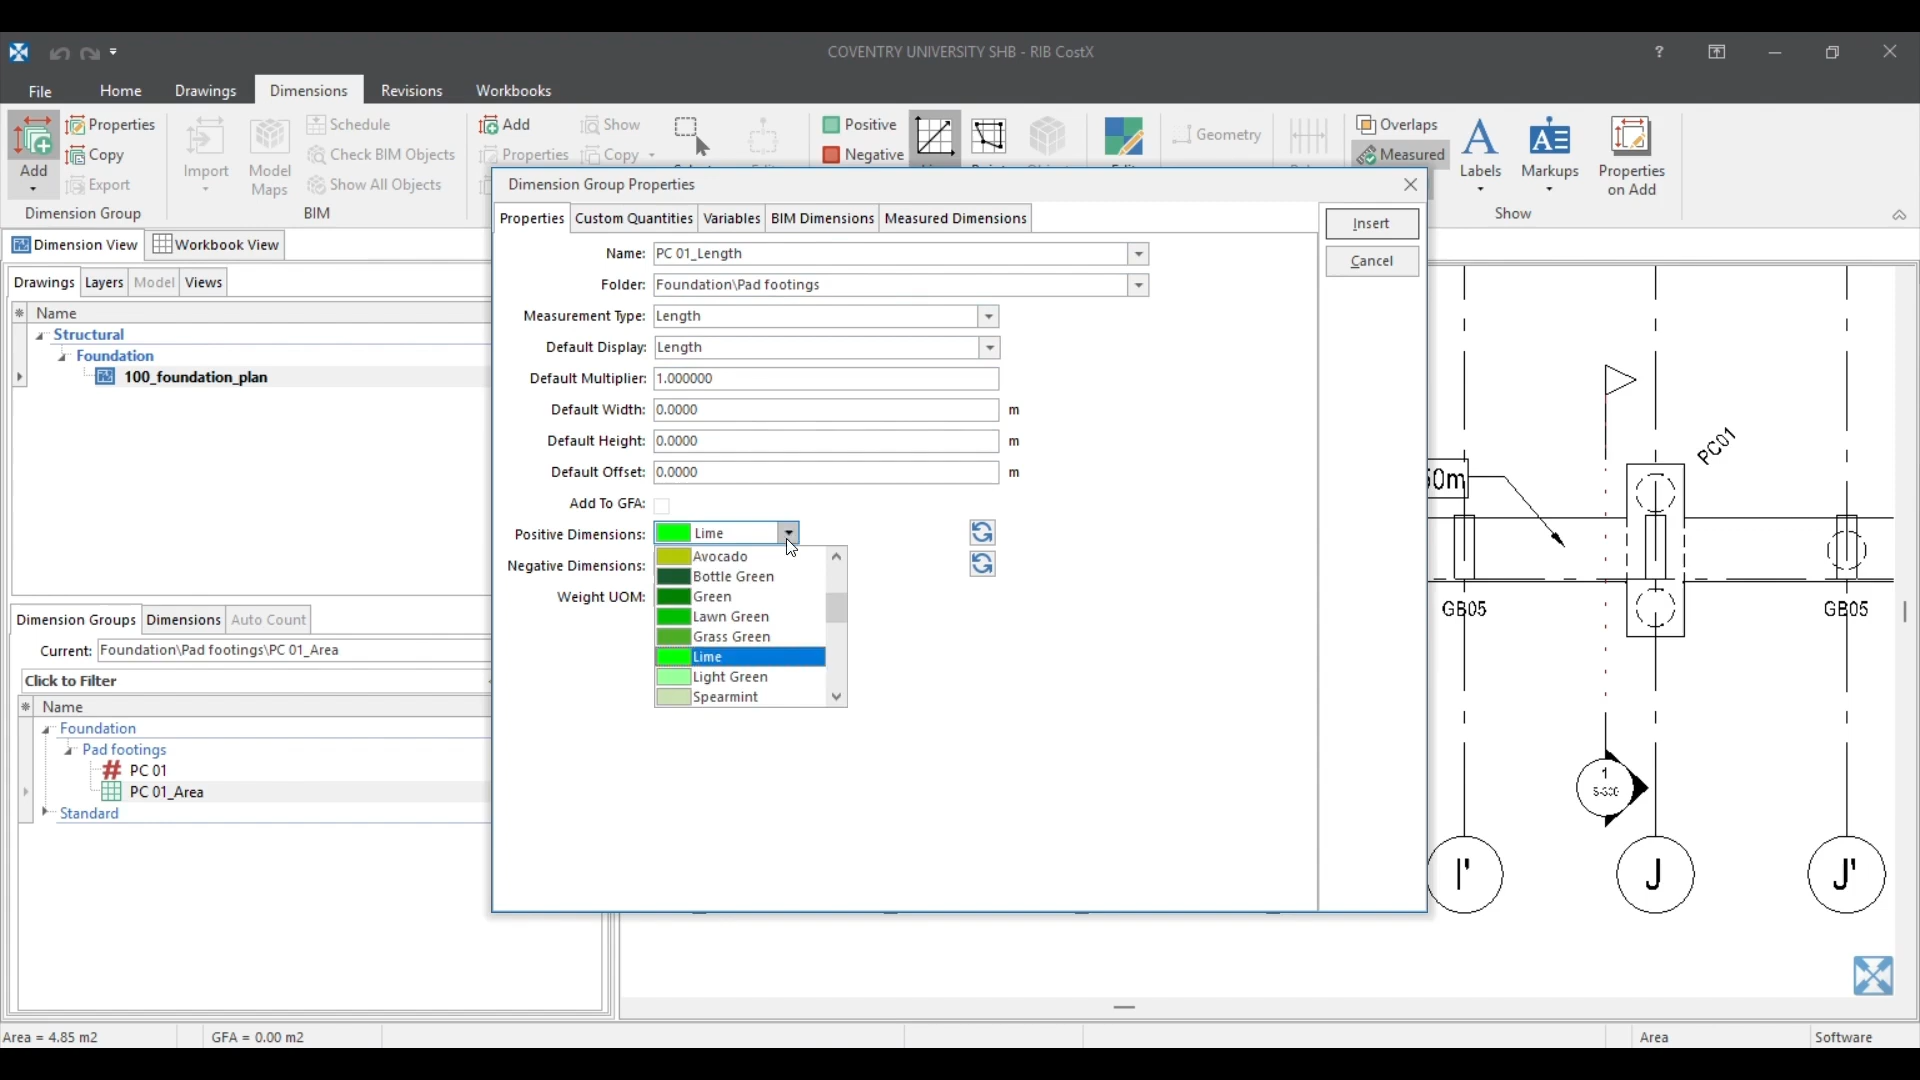 COVENTRY UNIVERSITY SHB - RIB CostX
?
File Home Drawings Dimensions Revisions Workbooks
Add
Properties
Copy
Export
Dimension Group
Import
Model Maps
Schedule
Check BIM Objects
Show All Objects
BIM
Add
Properties
Show
Copy
Positive
Negative
Geometry
Overlaps
Measured
Labels
Markups
Properties on Add
Show
Dimension View Workbook View
Drawings Layers Model Views
Name
Structural
Foundation
100_foundation_plan
Dimension Groups Dimensions Auto Count
Current: Foundation\Pad footings\PC 01_Area
Click to Filter
Name
Foundation
Pad footings
PC 01
PC 01_Area
Standard
Dimension Group Properties
Properties Custom Quantities Variables BIM Dimensions Measured Dimensions
Insert
Cancel
Name: PC 01_Length
Folder: Foundation\Pad footings
Measurement Type: Length
Default Display: Length
Default Multiplier: 1.000000
Default Width: 0.0000 m
Default Height: 0.0000 m
Default Offset: 0.0000 m
Add To GFA:
Positive Dimensions: Lime
Negative Dimensions:
Weight UOM:
Avocado
Bottle Green
Green
Lawn Green
Grass Green
Lime
Light Green
Spearmint
PC01
50m
GB05
GB05
1
I'
J
J'
Area = 4.85 m2 GFA = 0.00 m2 Area Software